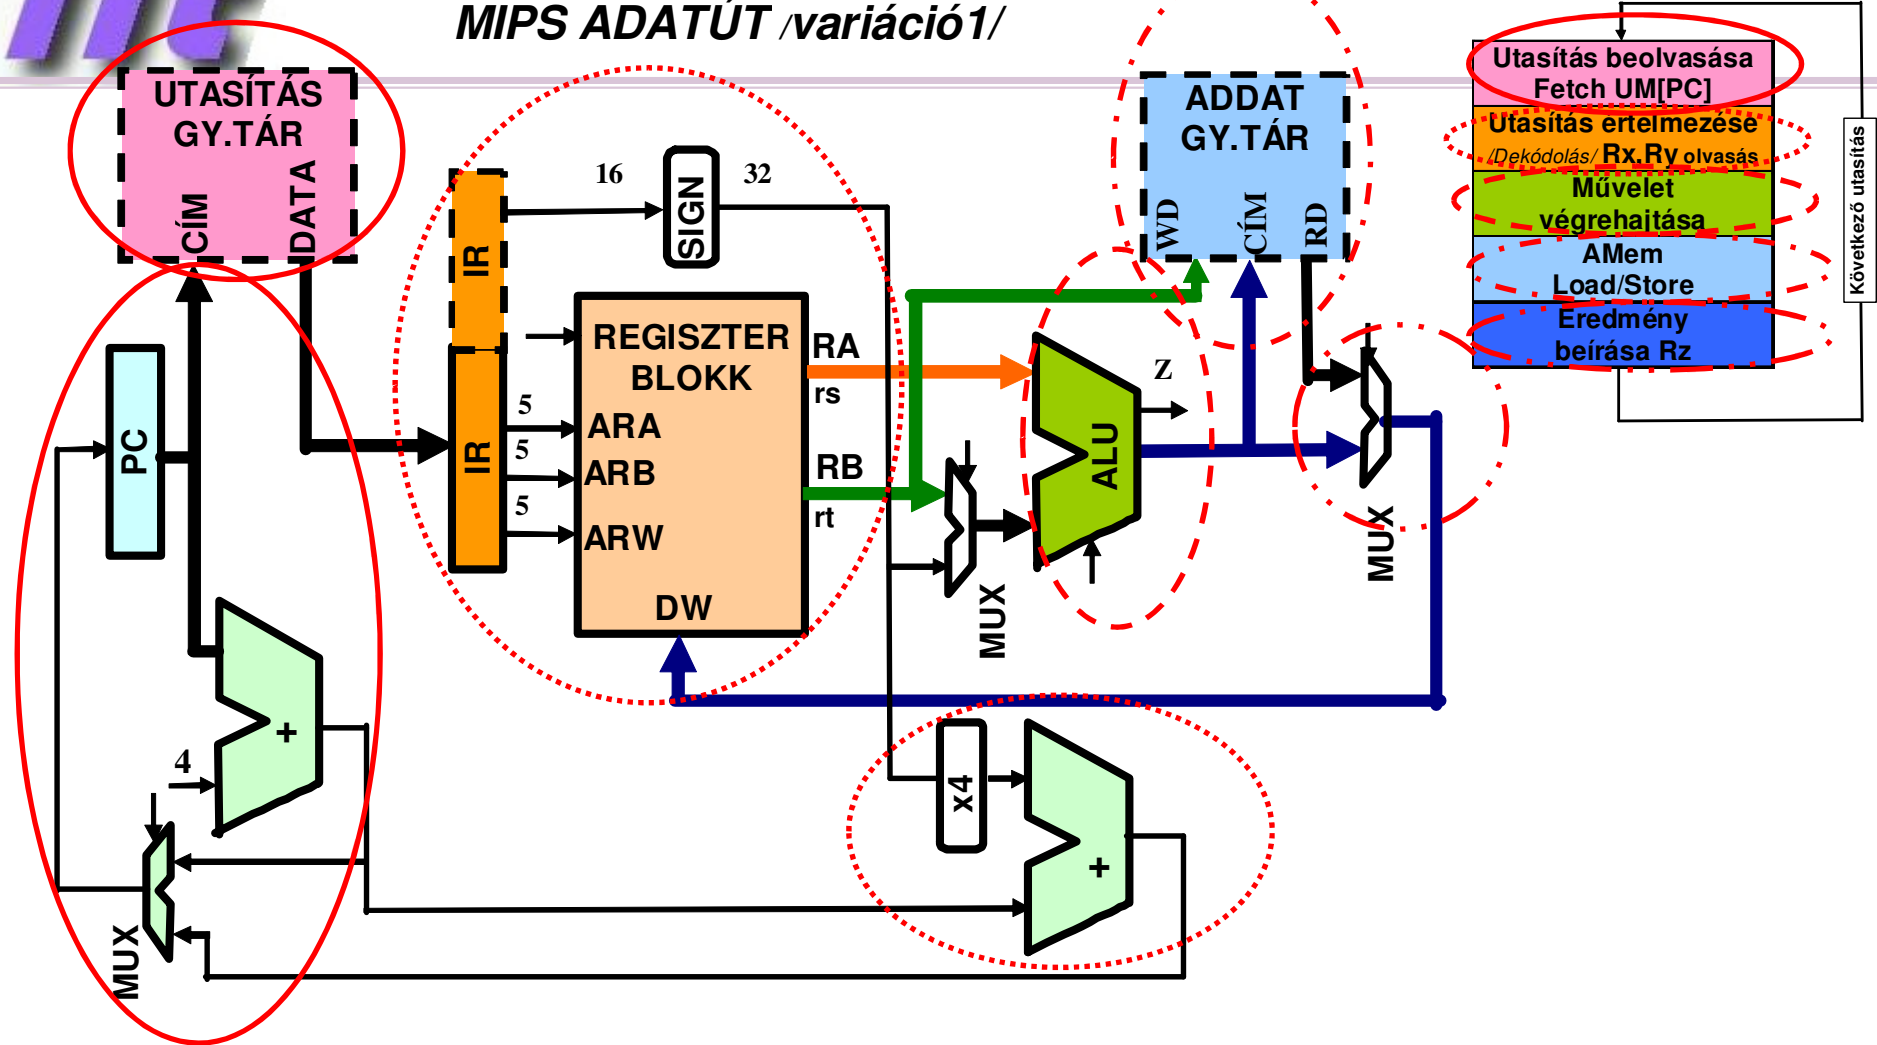 MIPS ADATÚT /variáció1/
UTASÍTÁS
GY.TÁR
CÍM
DATA
IR
16
SIGN
32
ADDAT
GY.TÁR
WD
CÍM
RD
Utasítás beolvasása
Fetch UM[PC]
Utasítás értelmezése
/Dekódolás/ Rx.Ry olvasás
Művelet
végrehajtása
AMem
Load/Store
Eredmény
beírása Rz
Következő utasítás
PC
IR
5
5
5
REGISZTER
BLOKK
ARA
ARB
ARW
DW
RA
rs
RB
rt
MUX
ALU
Z
MUX
4
+
MUX
x4
+